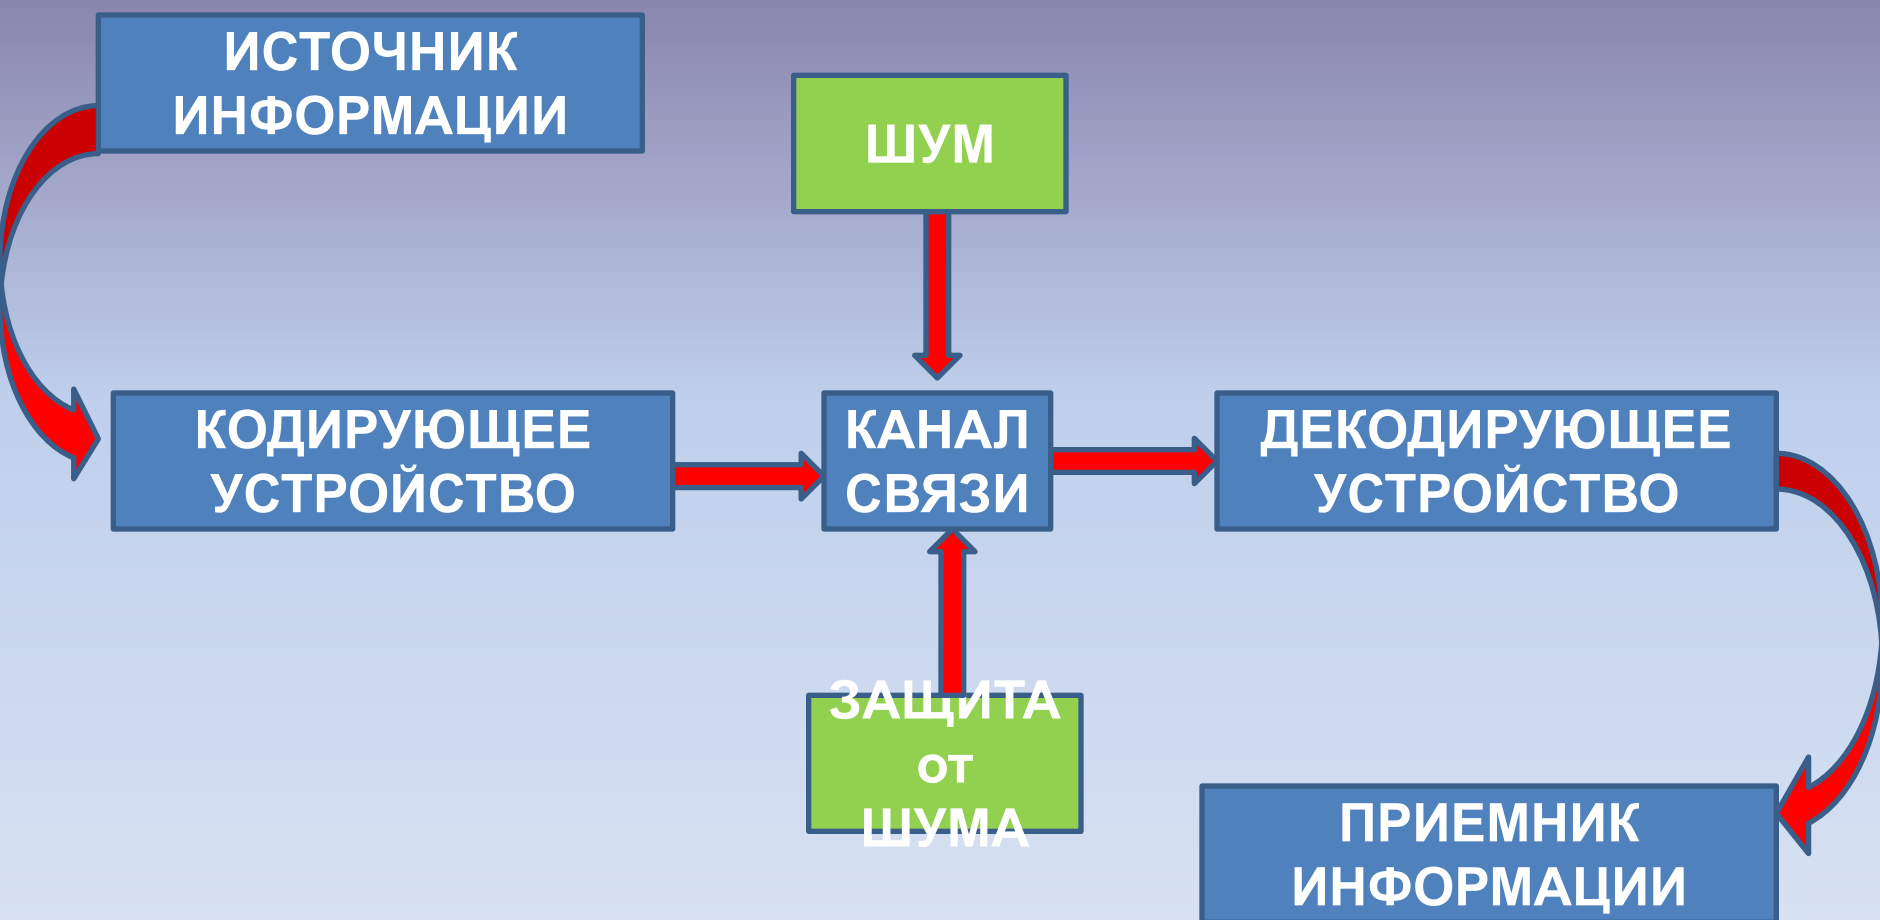 ИСТОЧНИК
ИНФОРМАЦИИ
ШУМ
КОДИРУЮЩЕЕ
УСТРОЙСТВО
КАНАЛ
СВЯЗИ
ДЕКОДИРУЮЩЕЕ
УСТРОЙСТВО
ЗАЩИТА
от
ШУМА
ПРИЕМНИК
ИНФОРМАЦИИ